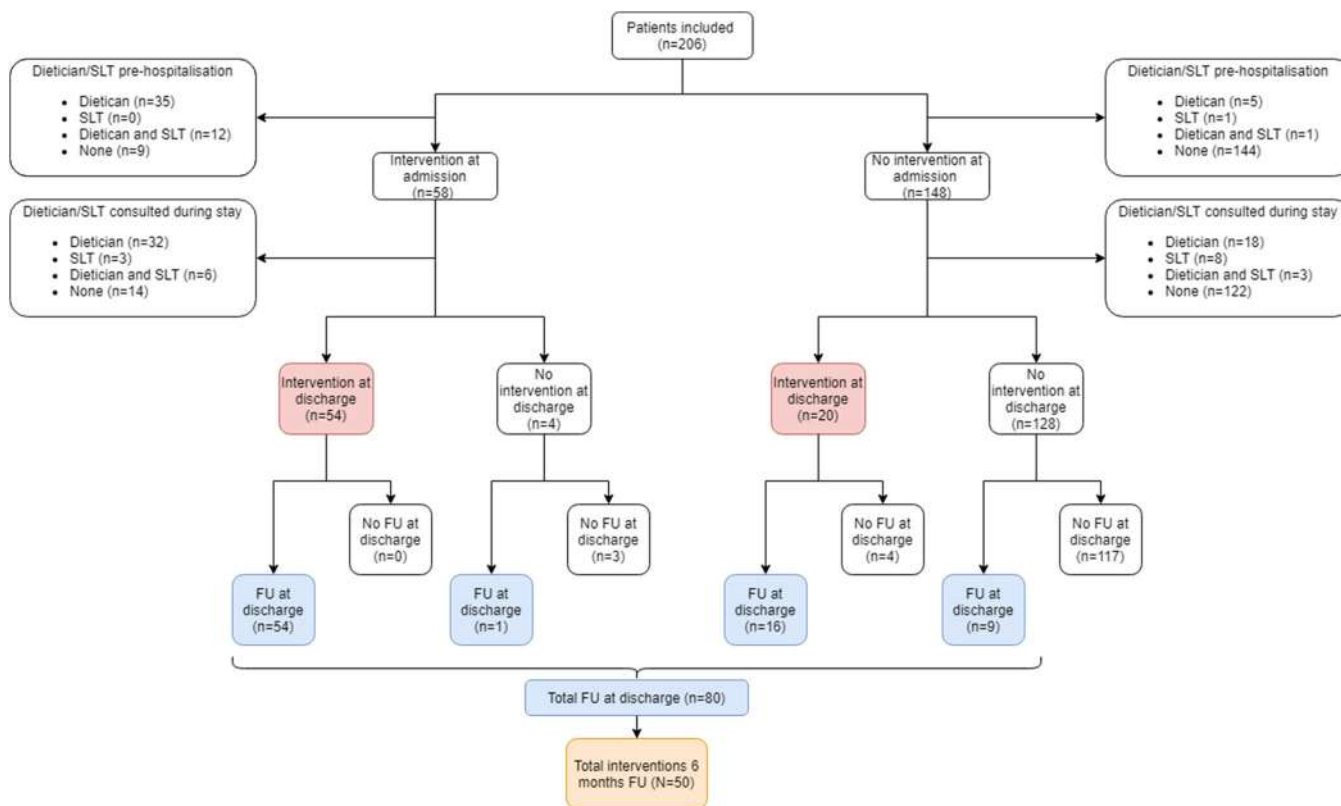 Patients included
(n=206)
Dietician/SLT pre-hospitalisation
• Dietican (n=35)
• SLT (n=0)
• Dietican and SLT (n=12)
• None (n=9)
Dietician/SLT pre-hospitalisation
• Dietican (n=5)
• SLT (n=1)
• Dietican and SLT (n=1)
• None (n=144)
Intervention at
admission
(n=58)
No intervention at
admission
(n=148)
Dietician/SLT consulted during stay
• Dietician (n=32)
• SLT (n=3)
• Dietician and SLT (n=6)
• None (n=14)
Dietician/SLT consulted during stay
• Dietician (n=18)
• SLT (n=8)
• Dietician and SLT (n=3)
• None (n=122)
Intervention at
discharge
(n=54)
No
intervention at
discharge
(n=4)
Intervention at
discharge
(n=20)
No
intervention at
discharge
(n=128)
No FU at
discharge
(n=0)
No FU at
discharge
(n=3)
No FU at
discharge
(n=4)
No FU at
discharge
(n=117)
FU at
discharge
(n=54)
FU at
discharge
(n=1)
FU at
discharge
(n=16)
FU at
discharge
(n=9)
Total FU at discharge (n=80)
Total interventions 6
months FU (N=50)